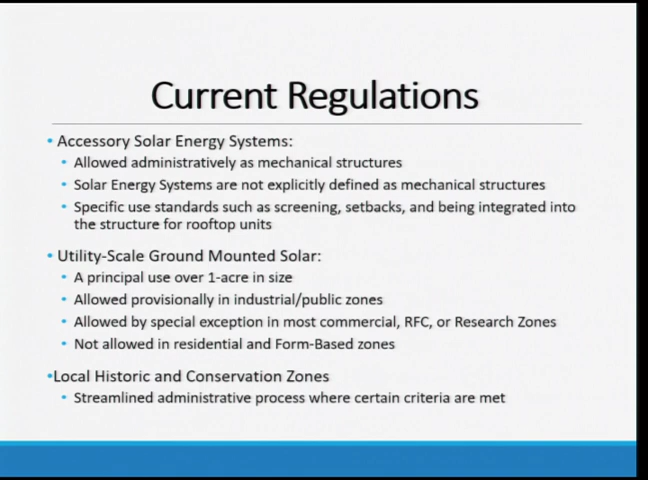 Current Regulations
• Accessory Solar Energy Systems:
• Allowed administratively as mechanical structures
• Solar Energy Systems are not explicitly defined as mechanical structures
• Specific use standards such as screening, setbacks, and being integrated into
the structure for rooftop units
• Utility-Scale Ground Mounted Solar:
• A principal use over 1-acre in size
• Allowed provisionally in industrial/public zones
• Allowed by special exception in most commercial, RFC, or Research Zones
• Not allowed in residential and Form-Based zones
•Local Historic and Conservation Zones
• Streamlined administrative process where certain criteria are met